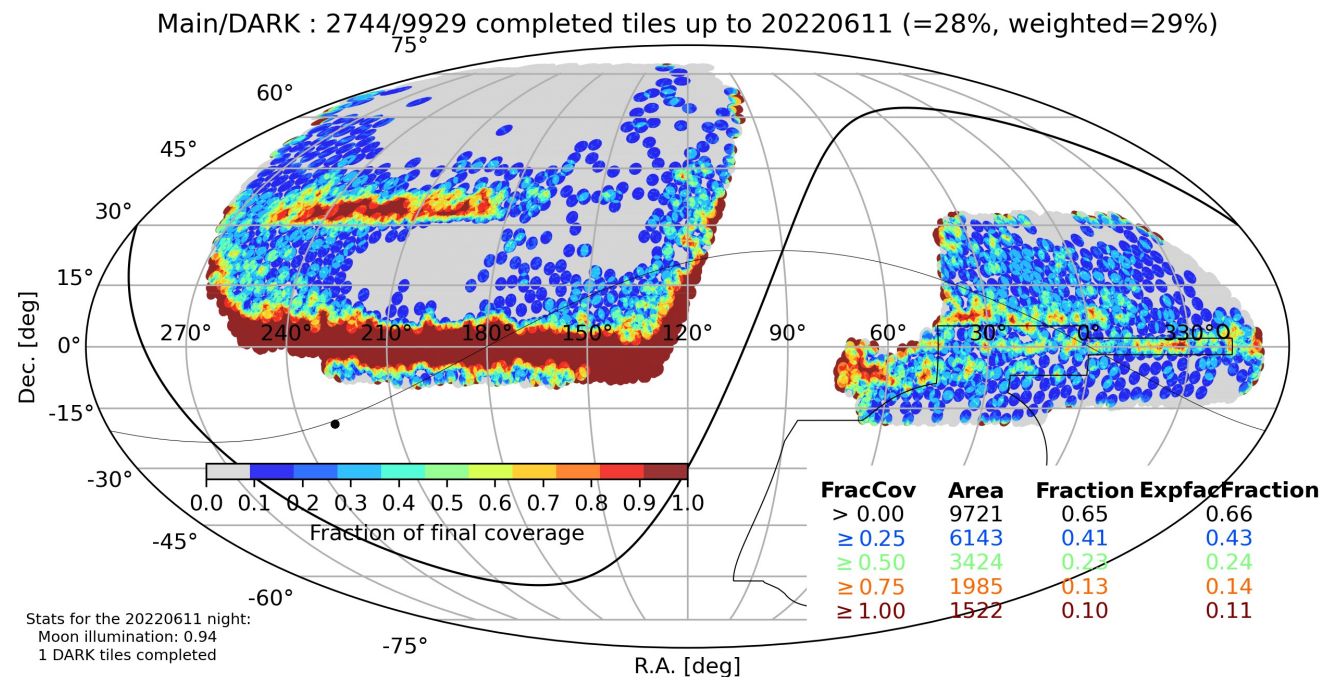 Main/DARK : 2744/9929 completed tiles up to 20220611 (=28%, weighted=29%)
75°
60°
45°
30°
15°
0°
-15°
-30°
-45°
-60°
-75°
Dec. [deg]
270° 240° 210° 180° 150° 120° 90° 60° 30° 0° 330°
0.0 0.1 0.2 0.3 0.4 0.5 0.6 0.7 0.8 0.9 1.0
Fraction of final coverage
FracCov Area Fraction ExpfacFraction
> 0.00 9721 0.65 0.66
≥ 0.25 6143 0.41 0.43
≥ 0.50 3424 0.23 0.24
≥ 0.75 1985 0.13 0.14
≥ 1.00 1522 0.10 0.11
Stats for the 20220611 night:
Moon illumination: 0.94
1 DARK tiles completed
R.A. [deg]